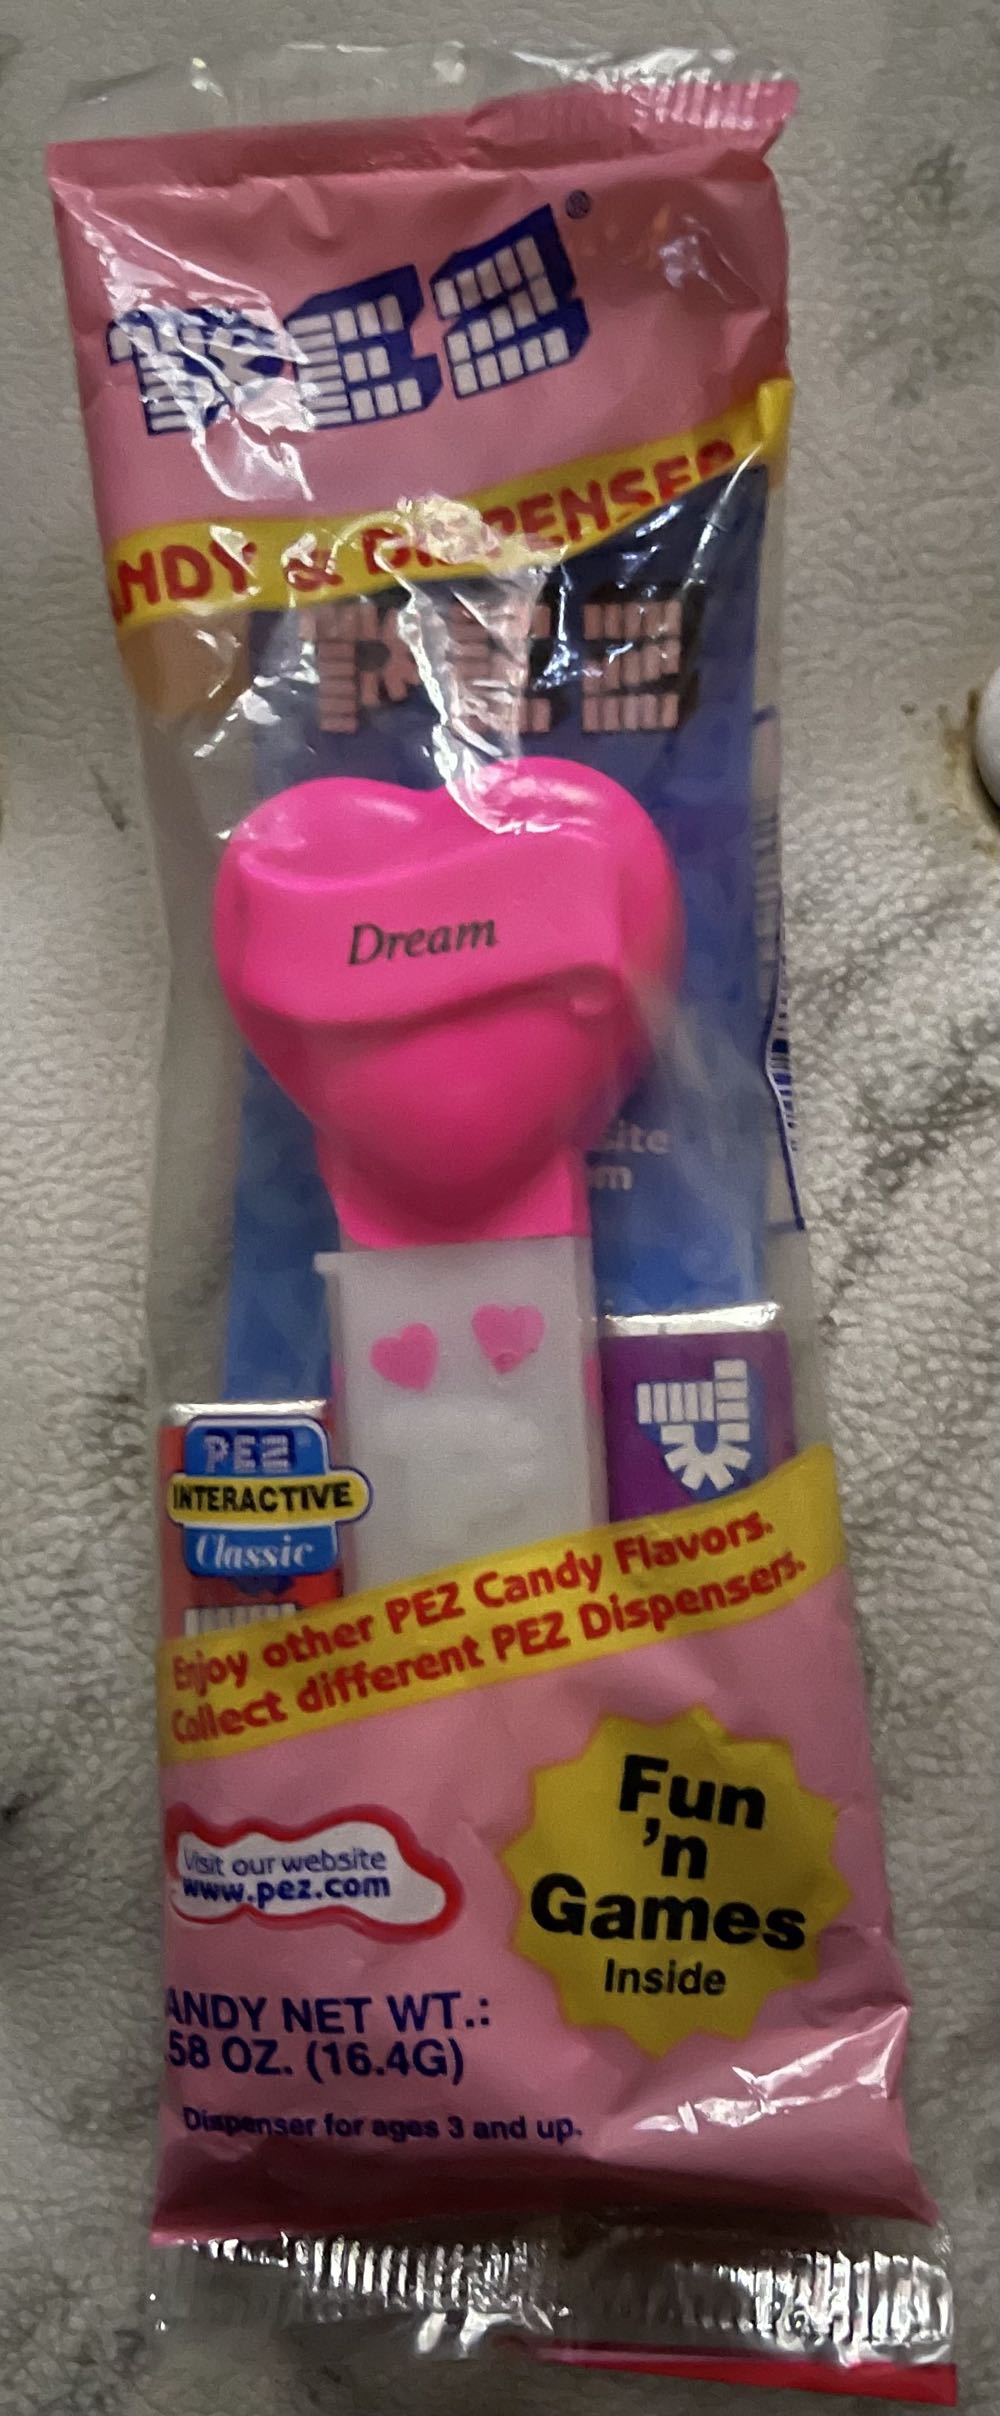 PEZ®
ANDY & DISPENSER
PEZ
Dream
site
om
P
PEZ
INTERACTIVE
Classic
Enjoy other PEZ Candy Flavors.
Collect different PEZ Dispensers.
Fun
'n
Games
Inside
Visit our website
www.pez.com
ANDY NET WT.:
58 OZ. (16.4G)
Dispenser for ages 3 and up.